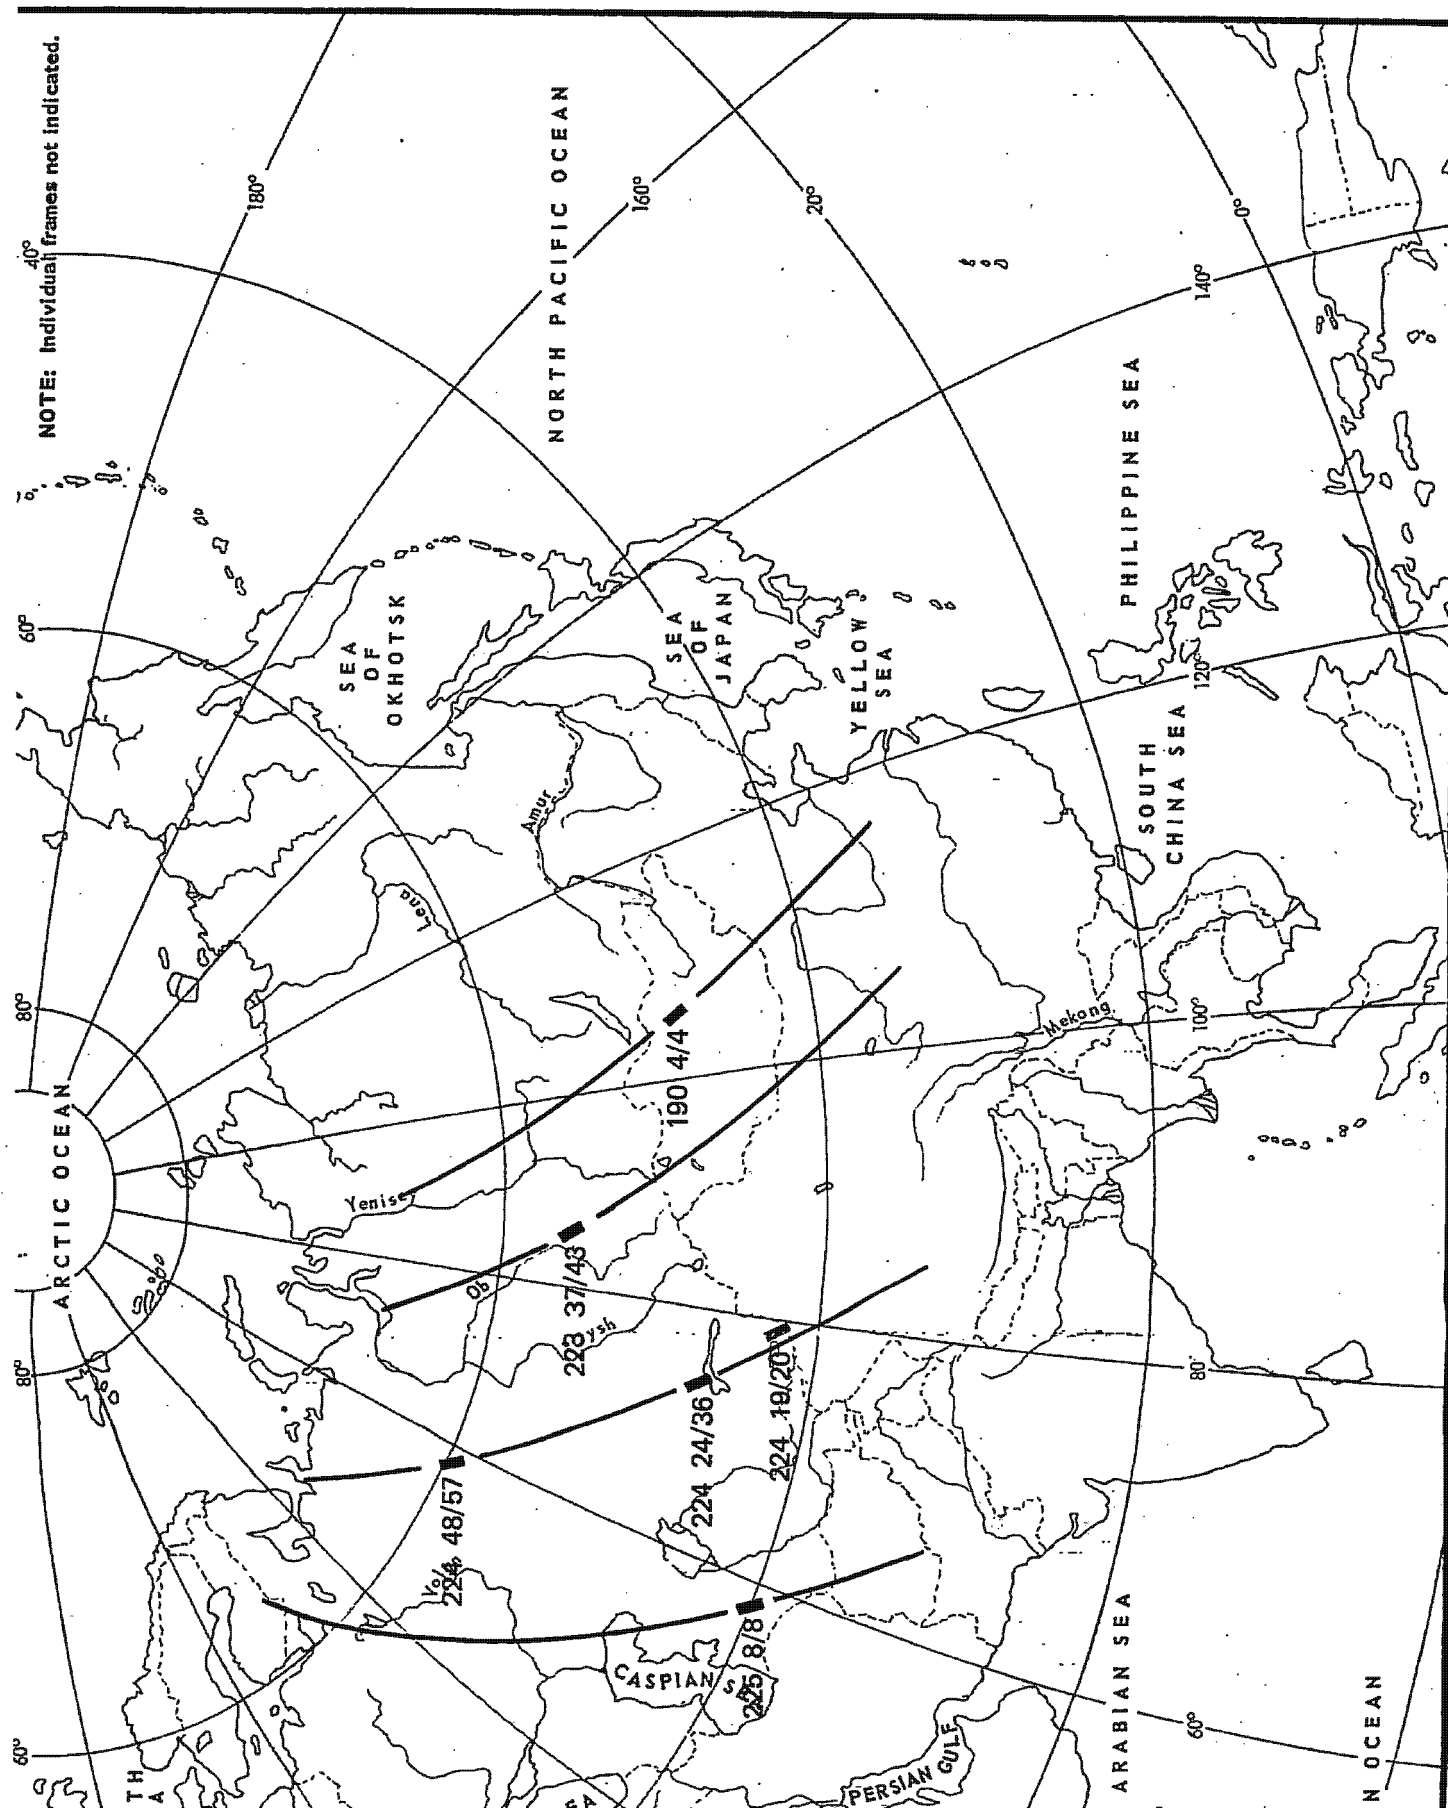 NOTE: Individual frames not indicated.
180°
160°
40°
20°
0°
140°
NORTH PACIFIC OCEAN
60°
SEA
OF
OKHOTSK
SEA
OF
JAPAN
YELLOW
SEA
PHILIPPINE SEA
120°
SOUTH
CHINA SEA
Amur
Lena
80°
ARCTIC OCEAN
Mekong
100°
190 4/4
Yenise
Ob
223 37/43
ysh
80°
80°
224 19/20
224 24/36
224 48/57
225 8/8
CASPIAN
PERSIAN GULF
ARABIAN SEA
60°
60°
N OCEAN
TH
A
EA